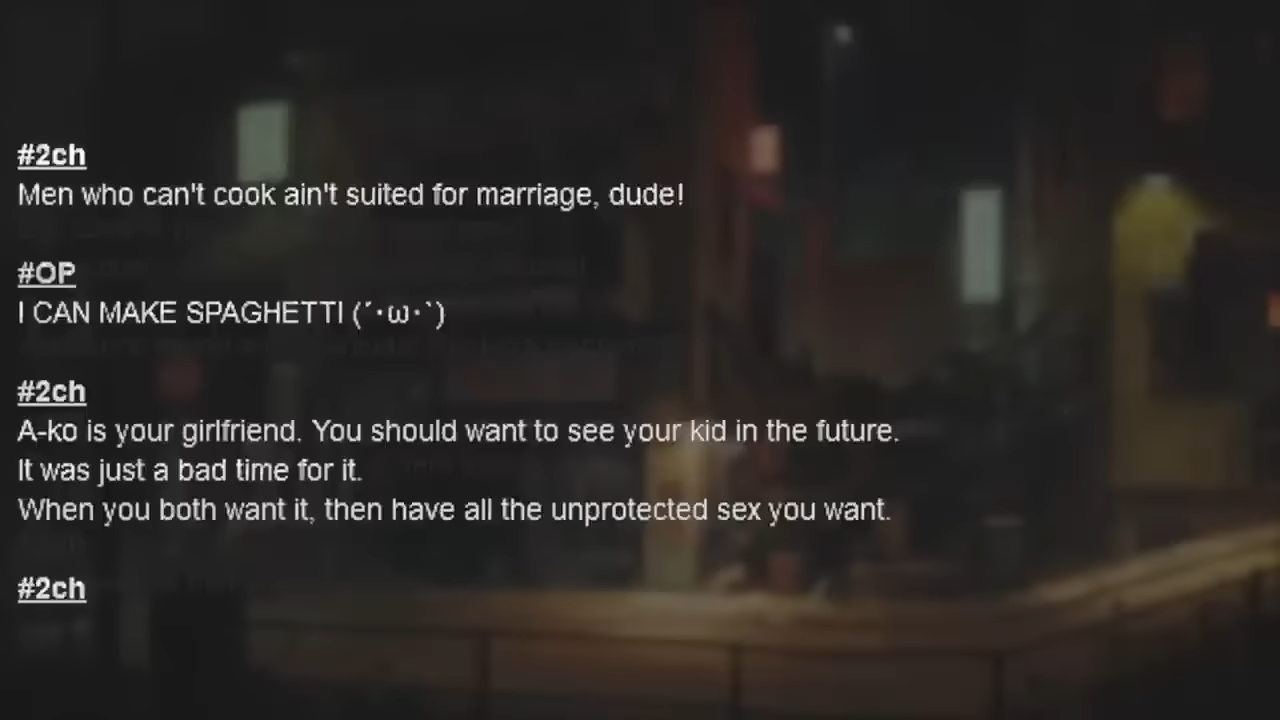 #2ch
Men who can't cook ain't suited for marriage, dude!
#OP
I CAN MAKE SPAGHETTI (´･ω･`)
#2ch
A-ko is your girlfriend. You should want to see your kid in the future.
It was just a bad time for it.
When you both want it, then have all the unprotected sex you want.
#2ch